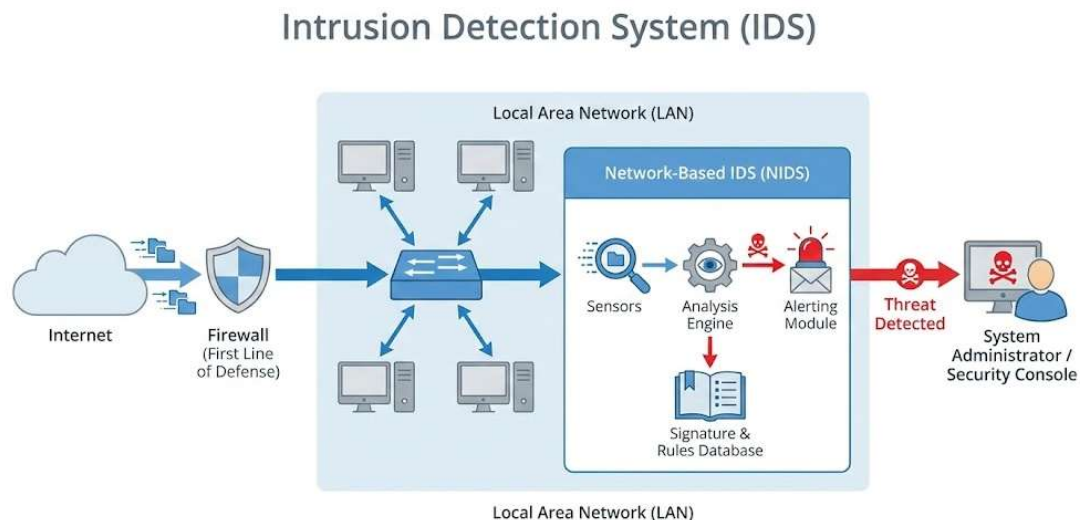 Intrusion Detection System (IDS)
Local Area Network (LAN)
Network-Based IDS (NIDS)
Internet
Firewall
(First Line
of Defense)
Sensors
Analysis
Engine
Alerting
Module
Signature &
Rules Database
Threat
Detected
System
Administrator /
Security Console
Local Area Network (LAN)